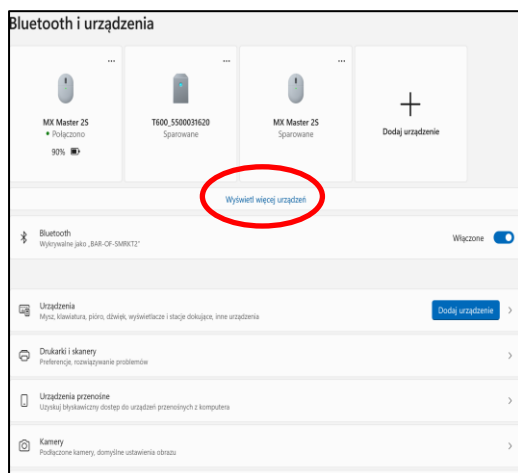 Bluetooth i urządzenia
MX Master 2S
Połączono
90%
T600_5500031620
Sparowane
MX Master 2S
Sparowane
Dodaj urządzenie
Wyświetl więcej urządzeń
Bluetooth
Wykrywalne jako „BAR-OF-SMRKTZ”
Włączone
Urządzenia
Mysz, klawiatura, pióro, dźwięk, wyświetlacze i stacje dokujące, inne urządzenia
Dodaj urządzenie
Drukarki i skanery
Preferencje, rozwiązywanie problemów
Urządzenia przenośne
Uzyskuj błyskawiczny dostęp do urządzeń przenośnych z komputera
Kamery
Podłączone kamery, domyślne ustawienia obrazu